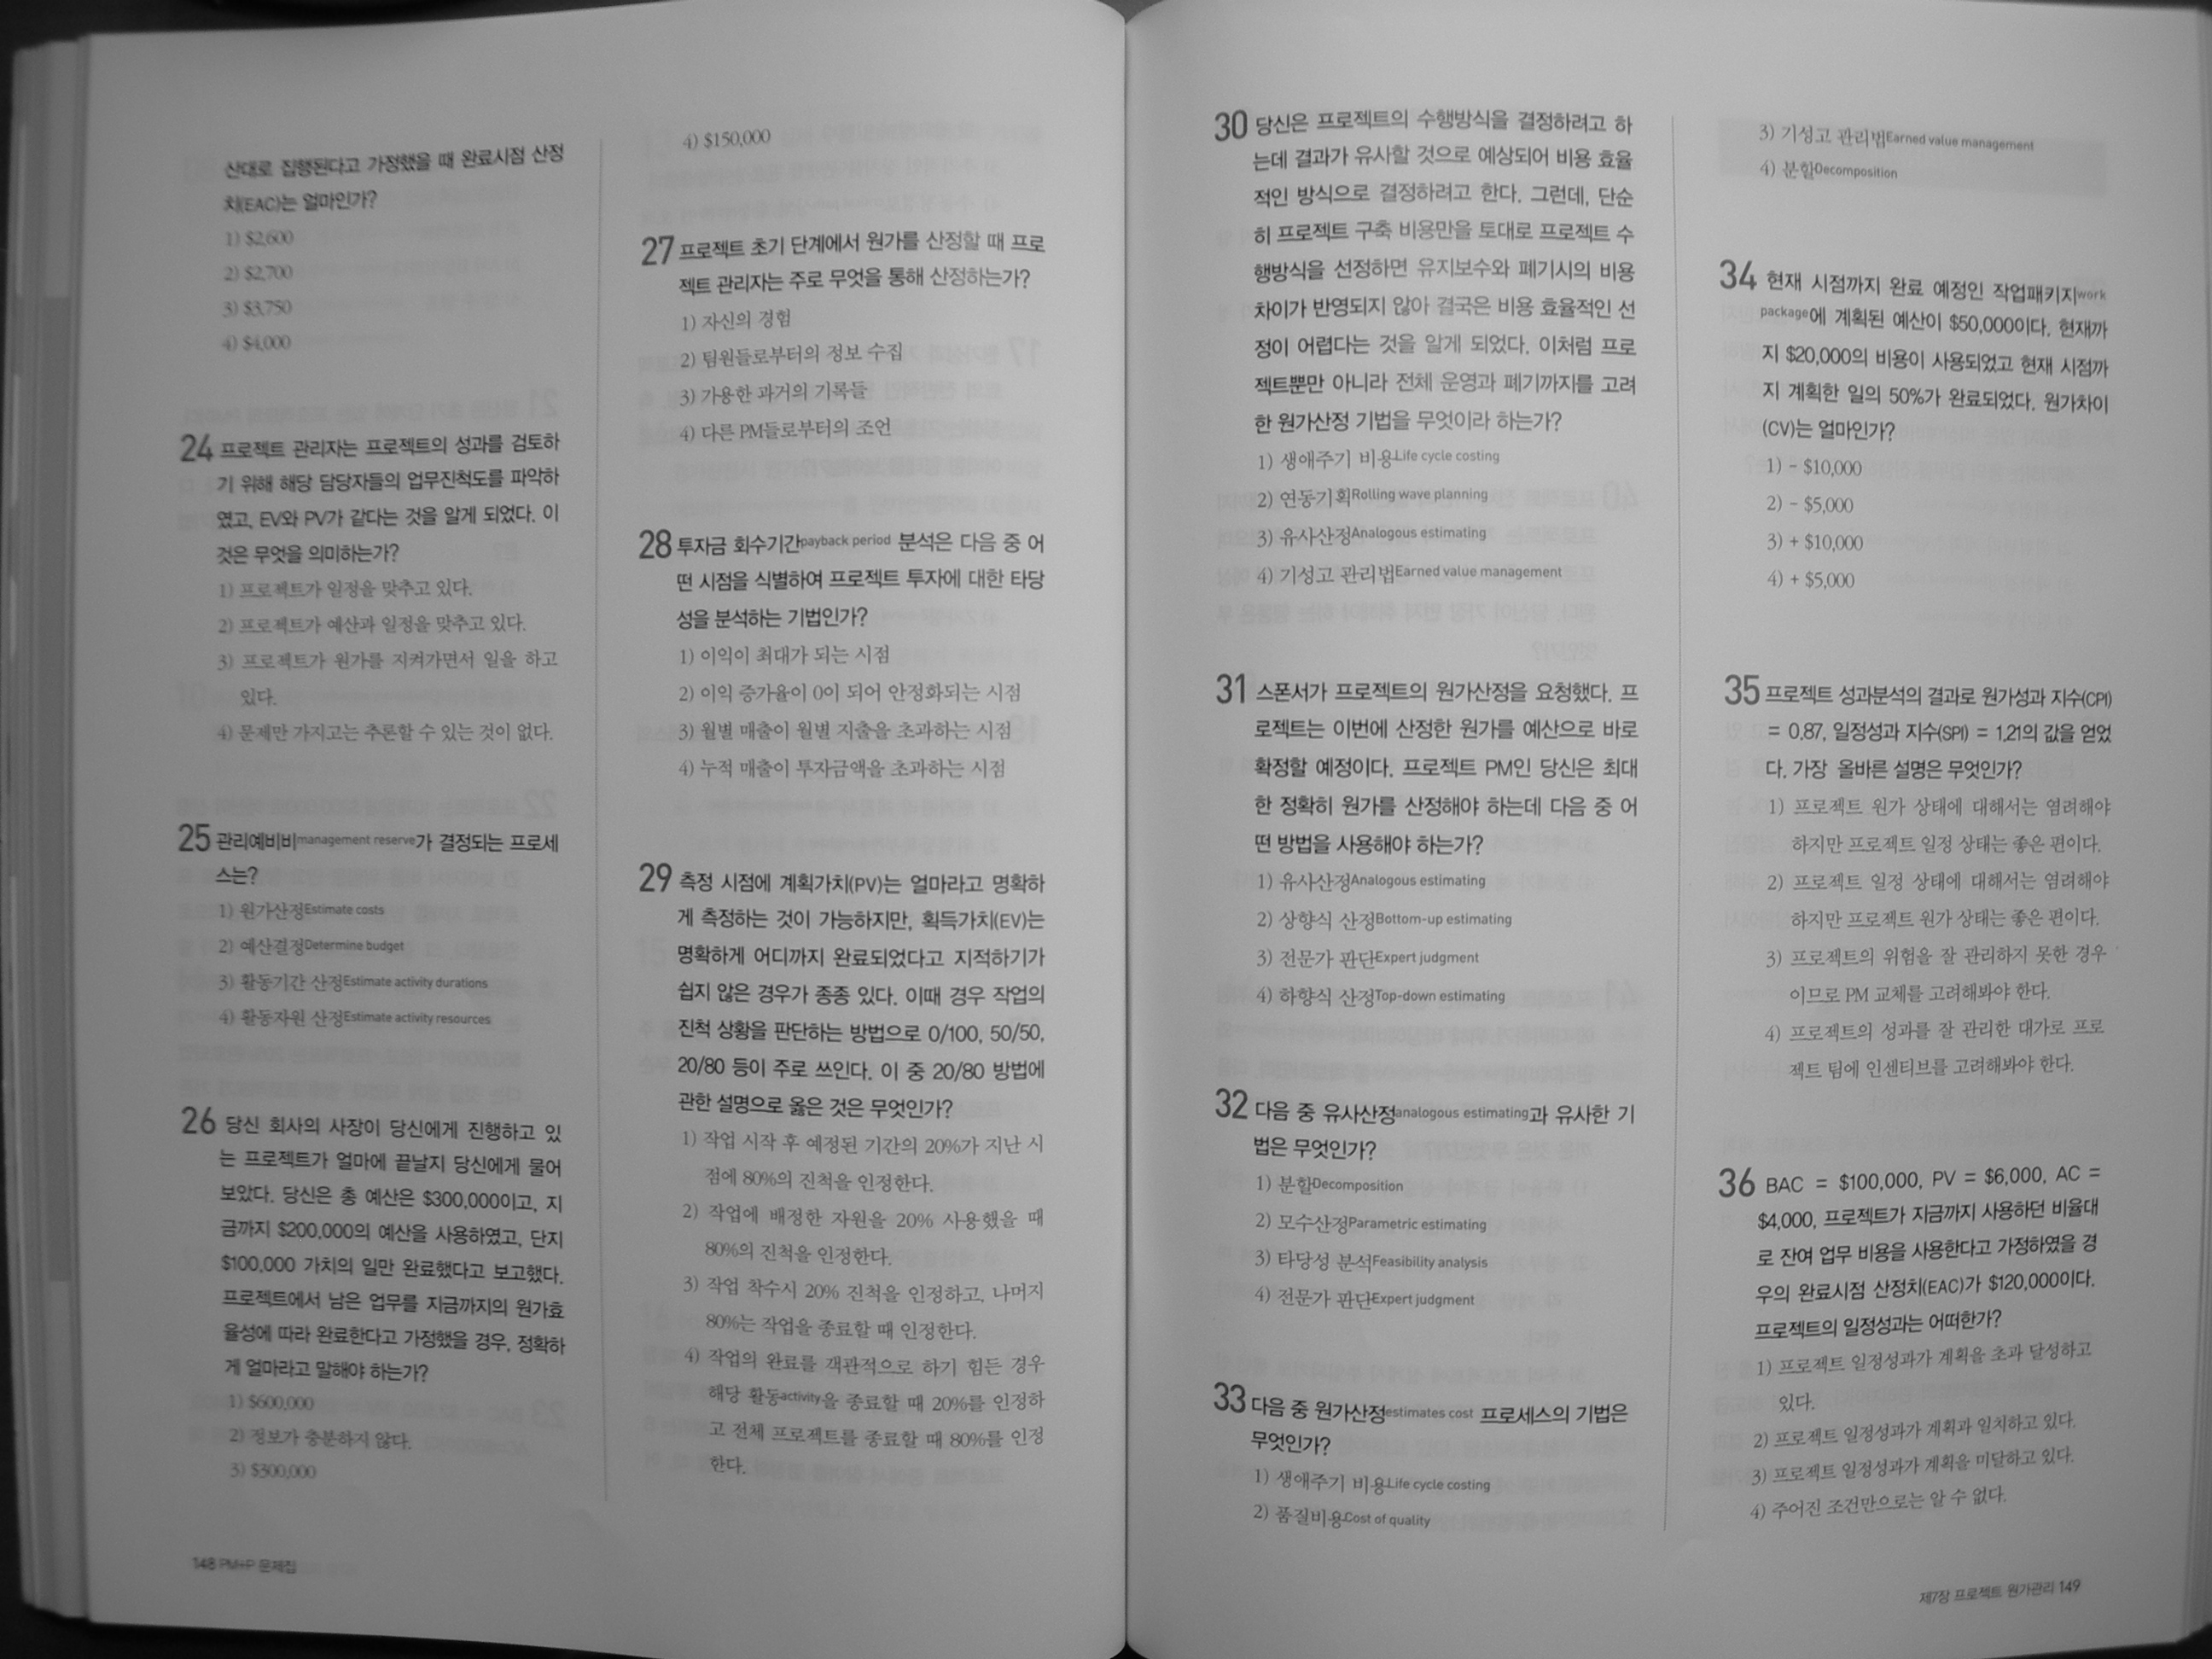 산대로 집행된다고 가정했을 때 완료시점 산정
치(EAC)는 얼마인가?
1) $2,600
2) $2,700
3) $3,750
4) $4,000
24 프로젝트 관리자는 프로젝트의 성과를 검토하
기 위해 해당 담당자들의 업무진척도를 파악하
였고, EV와 PV가 같다는 것을 알게 되었다. 이
것은 무엇을 의미하는가?
1) 프로젝트가 일정을 맞추고 있다.
2) 프로젝트가 예산과 일정을 맞추고 있다.
3) 프로젝트가 원가를 지켜가면서 일을 하고
있다.
4) 문제만 가지고는 추론할 수 있는 것이 없다.
25 관리예비비management reserve가 결정되는 프로세
스는?
1) 원가산정Estimate costs
2) 예산결정Determine budget
3) 활동기간 산정Estimate activity durations
4) 활동자원 산정Estimate activity resources
26 당신 회사의 사장이 당신에게 진행하고 있
는 프로젝트가 얼마에 끝날지 당신에게 물어
보았다. 당신은 총 예산은 $300,000이고, 지
금까지 $200,000의 예산을 사용하였고, 단지
$100,000 가치의 일만 완료했다고 보고했다.
프로젝트에서 남은 업무를 지금까지의 원가효
율성에 따라 완료한다고 가정했을 경우, 정확하
게 얼마라고 말해야 하는가?
1) $600,000
2) 정보가 충분하지 않다.
3) $300,000
148 PM+P 문제집
4) $150,000
27 프로젝트 초기 단계에서 원가를 산정할 때 프로
젝트 관리자는 주로 무엇을 통해 산정하는가?
1) 자신의 경험
2) 팀원들로부터의 정보 수집
3) 가용한 과거의 기록들
4) 다른 PM들로부터의 조언
28 투자금 회수기간payback period 분석은 다음 중 어
떤 시점을 식별하여 프로젝트 투자에 대한 타당
성을 분석하는 기법인가?
1) 이익이 최대가 되는 시점
2) 이익 증가율이 0이 되어 안정화되는 시점
3) 월별 매출이 월별 지출을 초과하는 시점
4) 누적 매출이 투자금액을 초과하는 시점
29 측정 시점에 계획가치(PV)는 얼마라고 명확하
게 측정하는 것이 가능하지만, 획득가치(EV)는
명확하게 어디까지 완료되었다고 지적하기가
쉽지 않은 경우가 종종 있다. 이때 경우 작업의
진척 상황을 판단하는 방법으로 0/100, 50/50,
20/80 등이 주로 쓰인다. 이 중 20/80 방법에
관한 설명으로 옳은 것은 무엇인가?
1) 작업 시작 후 예정된 기간의 20%가 지난 시
점에 80%의 진척을 인정한다.
2) 작업에 배정한 자원을 20% 사용했을 때
80%의 진척을 인정한다.
3) 작업 착수시 20% 진척을 인정하고, 나머지
80%는 작업을 종료할 때 인정한다.
4) 작업의 완료를 객관적으로 하기 힘든 경우
해당 활동activity을 종료할 때 20%를 인정하
고 전체 프로젝트를 종료할 때 80%를 인정
한다.
30 당신은 프로젝트의 수행방식을 결정하려고 하
는데 결과가 유사할 것으로 예상되어 비용 효율
적인 방식으로 결정하려고 한다. 그런데, 단순
히 프로젝트 구축 비용만을 토대로 프로젝트 수
행방식을 선정하면 유지보수와 폐기시의 비용
차이가 반영되지 않아 결국은 비용 효율적인 선
정이 어렵다는 것을 알게 되었다. 이처럼 프로
젝트뿐만 아니라 전체 운영과 폐기까지를 고려
한 원가산정 기법을 무엇이라 하는가?
1) 생애주기 비용Life cycle costing
2) 연동기획Rolling wave planning
3) 유사산정Analogous estimating
4) 기성고 관리법Earned value management
31 스폰서가 프로젝트의 원가산정을 요청했다. 프
로젝트는 이번에 산정한 원가를 예산으로 바로
확정할 예정이다. 프로젝트 PM인 당신은 최대
한 정확히 원가를 산정해야 하는데 다음 중 어
떤 방법을 사용해야 하는가?
1) 유사산정Analogous estimating
2) 상향식 산정Bottom-up estimating
3) 전문가 판단Expert judgment
4) 하향식 산정Top-down estimating
32 다음 중 유사산정analogous estimating과 유사한 기
법은 무엇인가?
1) 분할Decomposition
2) 모수산정Parametric estimating
3) 타당성 분석Feasibility analysis
4) 전문가 판단Expert judgment
33 다음 중 원가산정estimates cost 프로세스의 기법은
무엇인가?
1) 생애주기 비용Life cycle costing
2) 품질비용Cost of quality
3) 기성고 관리법Earned value management
4) 분할Decomposition
34 현재 시점까지 완료 예정인 작업패키지work
package에 계획된 예산이 $50,000이다. 현재까
지 $20,000의 비용이 사용되었고 현재 시점까
지 계획한 일의 50%가 완료되었다. 원가차이
(CV)는 얼마인가?
1) - $10,000
2) - $5,000
3) + $10,000
4) + $5,000
35 프로젝트 성과분석의 결과로 원가성과 지수(CPI)
= 0.87, 일정성과 지수(SPI) = 1.21의 값을 얻었
다. 가장 올바른 설명은 무엇인가?
1) 프로젝트 원가 상태에 대해서는 염려해야
하지만 프로젝트 일정 상태는 좋은 편이다.
2) 프로젝트 일정 상태에 대해서는 염려해야
하지만 프로젝트 원가 상태는 좋은 편이다.
3) 프로젝트의 위험을 잘 관리하지 못한 경우
이므로 PM 교체를 고려해봐야 한다.
4) 프로젝트의 성과를 잘 관리한 대가로 프로
젝트 팀에 인센티브를 고려해봐야 한다.
36 BAC = $100,000, PV = $6,000, AC =
$4,000, 프로젝트가 지금까지 사용하던 비율대
로 잔여 업무 비용을 사용한다고 가정하였을 경
우의 완료시점 산정치(EAC)가 $120,000이다.
프로젝트의 일정성과는 어떠한가?
1) 프로젝트 일정성과가 계획을 초과 달성하고
있다.
2) 프로젝트 일정성과가 계획과 일치하고 있다.
3) 프로젝트 일정성과가 계획을 미달하고 있다.
4) 주어진 조건만으로는 알 수 없다.
제7장 프로젝트 원가관리 149